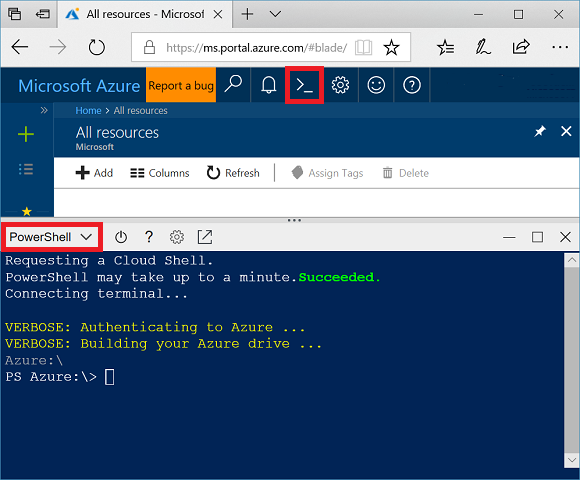 All resources - Microsof
https://ms.portal.azure.com/#blade/
Microsoft Azure
Report a bug
Home > All resources
All resources
Microsoft
Add
Columns
Refresh
Assign Tags
Delete
PowerShell
Requesting a Cloud Shell.
PowerShell may take up to a minute.Succeeded.
Connecting terminal...
VERBOSE: Authenticating to Azure ...
VERBOSE: Building your Azure drive ...
Azure:\
PS Azure:\>